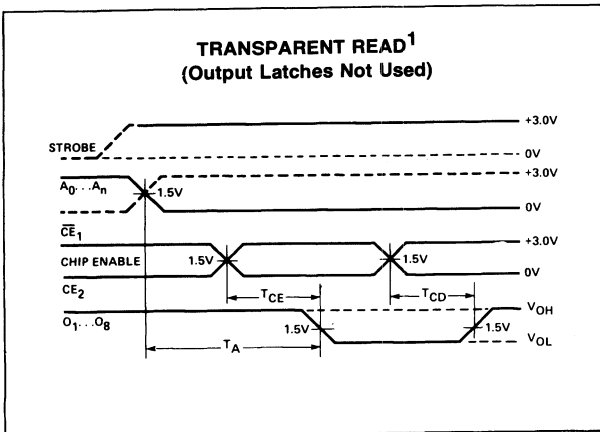 TRANSPARENT READ1
(Output Latches Not Used)
+3.0V
STROBE
0V
+3.0V
A0...An
1.5V
0V
CE1
+3.0V
CHIP ENABLE
1.5V
1.5V
0V
CE2
TCE
TCD
VOH
O1...O8
1.5V
1.5V
TA
VOL